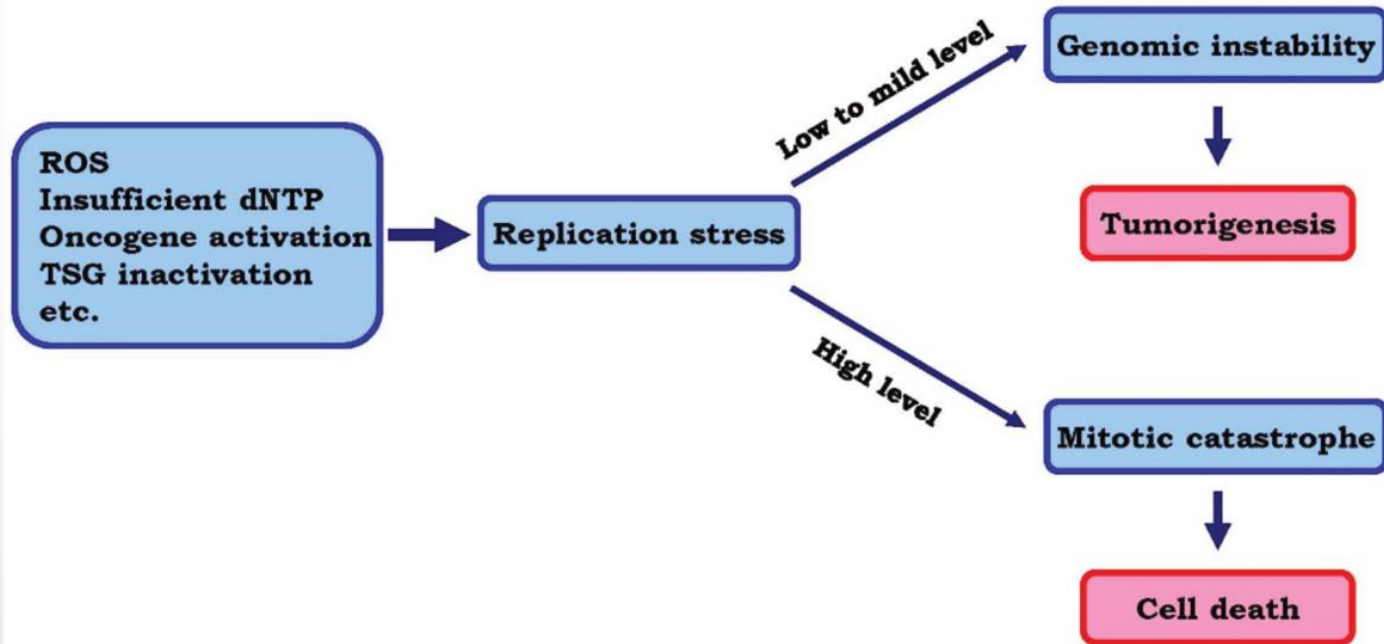 ROS
Insufficient dNTP
Oncogene activation
TSG inactivation
etc.
Replication stress
Low to mild level
Genomic instability
Tumorigenesis
High level
Mitotic catastrophe
Cell death